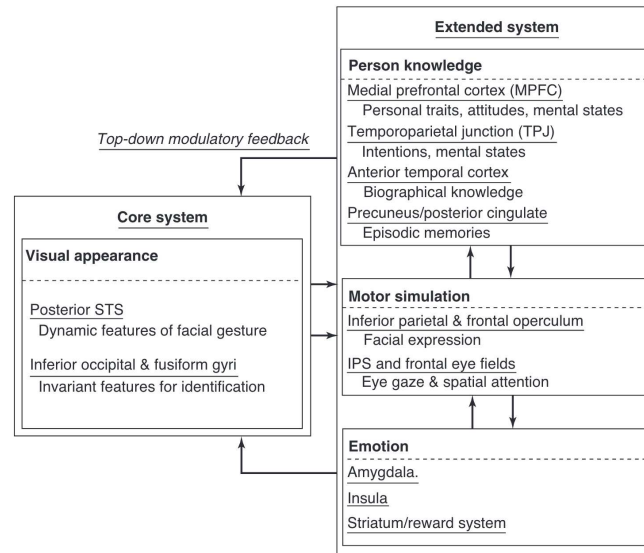 Extended system
Person knowledge
Medial prefrontal cortex (MPFC)
Personal traits, attitudes, mental states
Temporoparietal junction (TPJ)
Intentions, mental states
Anterior temporal cortex
Biographical knowledge
Precuneus/posterior cingulate
Episodic memories
Top-down modulatory feedback
Core system
Visual appearance
Posterior STS
Dynamic features of facial gesture
Inferior occipital & fusiform gyri
Invariant features for identification
Motor simulation
Inferior parietal & frontal operculum
Facial expression
IPS and frontal eye fields
Eye gaze & spatial attention
Emotion
Amygdala.
Insula
Striatum/reward system